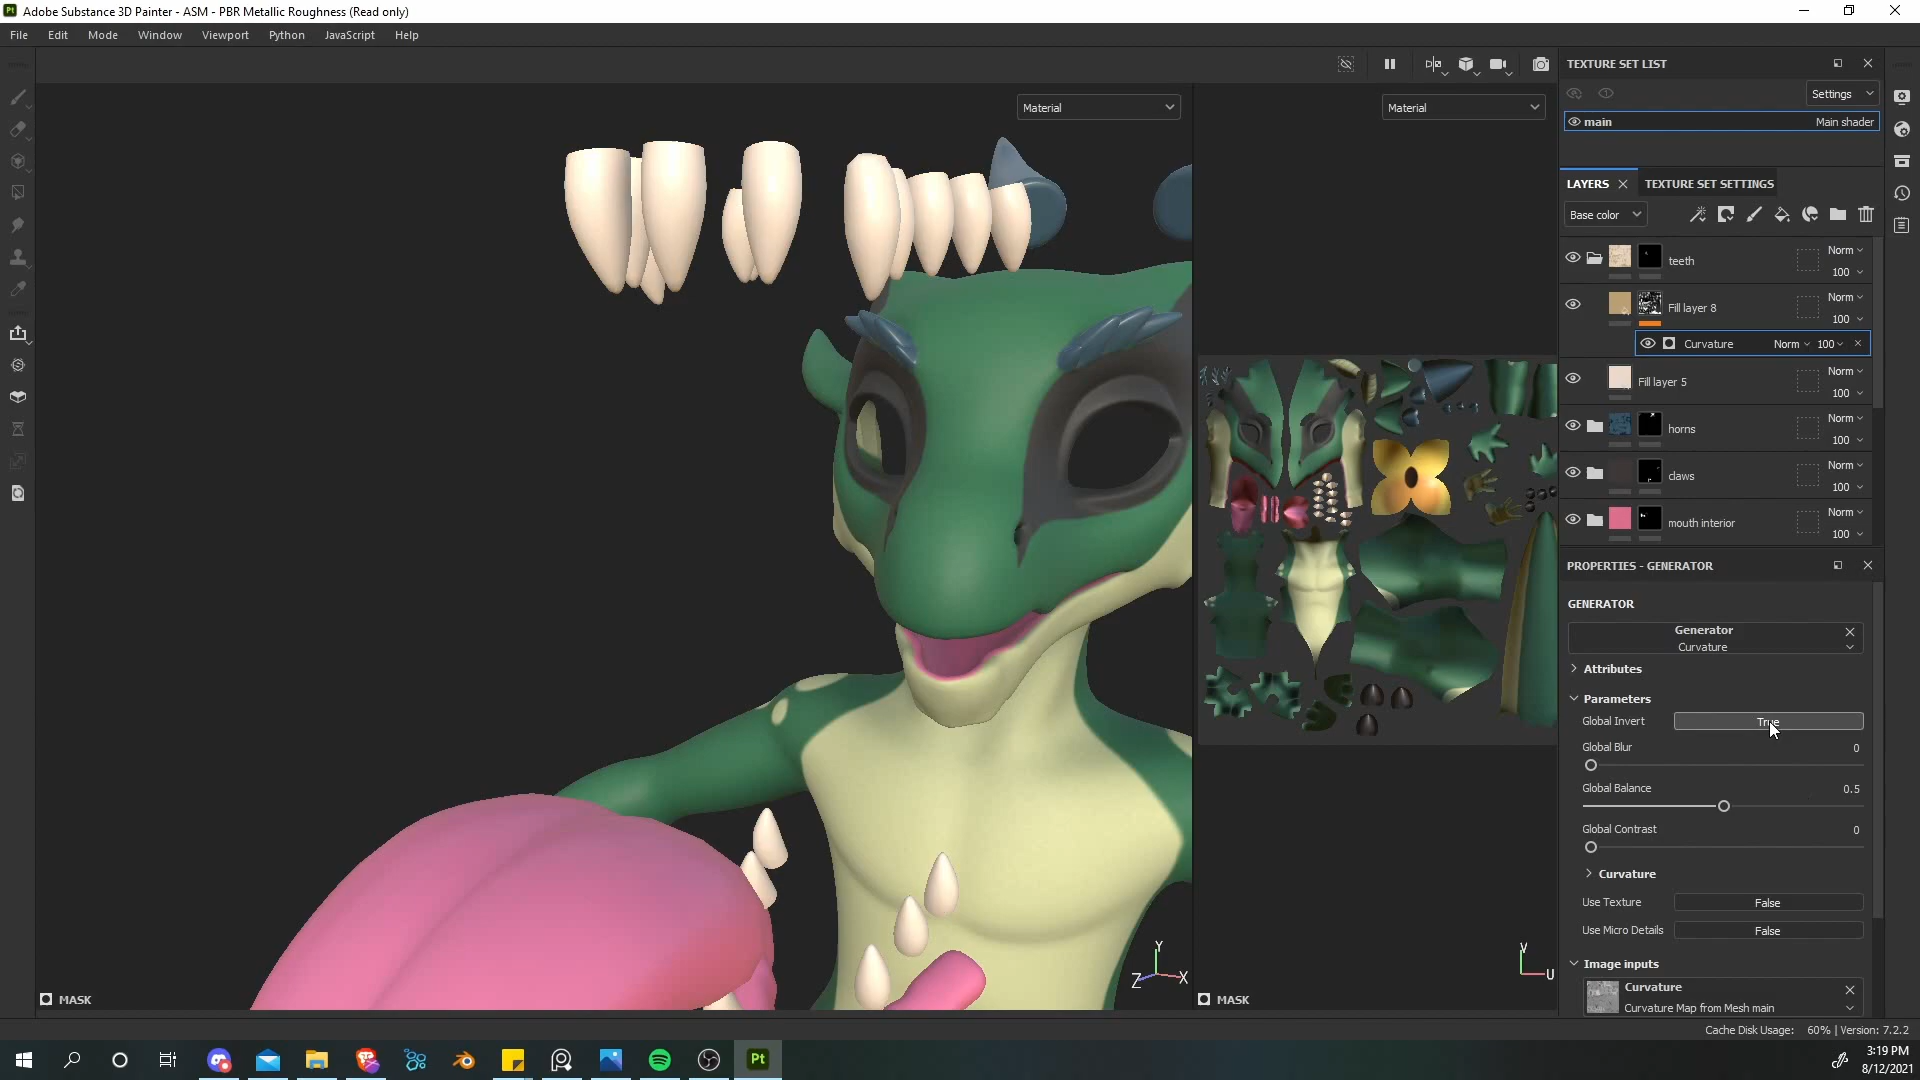 Adobe Substance 3D Painter - ASM - PBR Metallic Roughness (Read only)
File Edit Mode Window Viewport Python JavaScript Help
Material
Material
TEXTURE SET LIST
Settings
main Main shader
LAYERS
TEXTURE SET SETTINGS
Base color
teeth Norm 100
Fill layer 8 Norm 100
Curvature Norm 100
Fill layer 5 Norm 100
horns Norm 100
claws Norm 100
mouth interior Norm 100
PROPERTIES - GENERATOR
GENERATOR
Generator
Curvature
Attributes
Parameters
Global Invert True
Global Blur 0
Global Balance 0.5
Global Contrast 0
Curvature
Use Texture False
Use Micro Details False
Image inputs
Curvature
Curvature Map from Mesh main
Y
Z
X
V
U
MASK
MASK
Cache Disk Usage: 60% | Version: 7.2.2
Pt
3:19 PM
8/12/2021